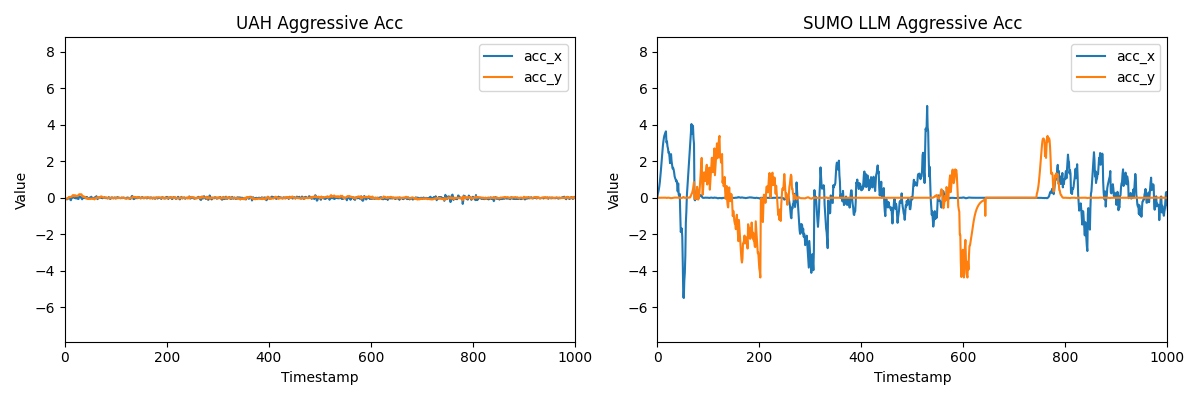 UAH Aggressive Acc
8
6
4
2
0
−2
−4
−6
Value
acc_x
acc_y
0 200 400 600 800 1000
Timestamp
SUMO LLM Aggressive Acc
8
6
4
2
0
−2
−4
−6
Value
acc_x
acc_y
0 200 400 600 800 1000
Timestamp